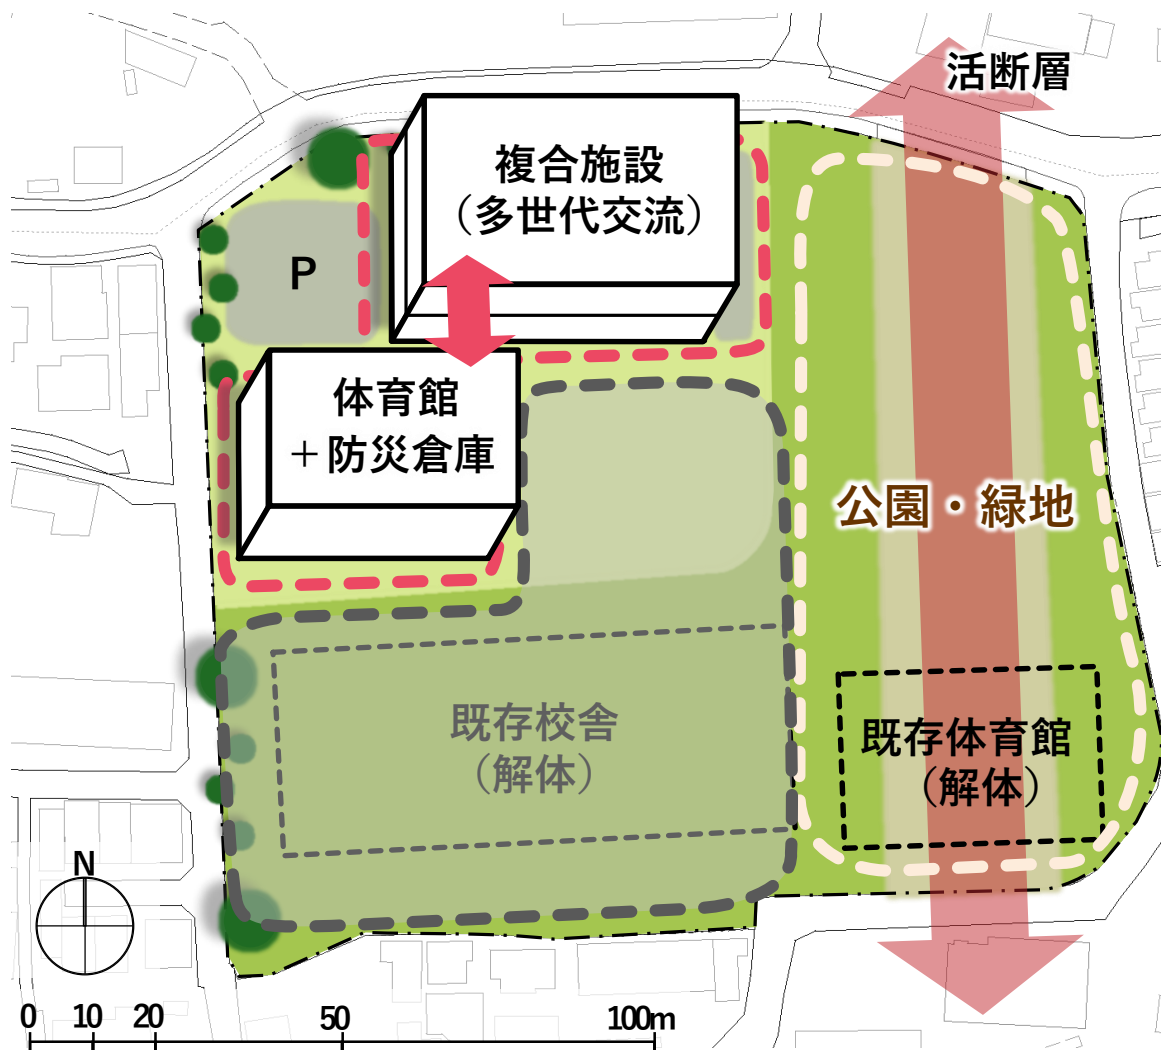 活断層
複合施設
（多世代交流）
P
体育館
＋防災倉庫
公園・緑地
既存校舎
（解体）
既存体育館
（解体）
N
0 10 20 50 100m